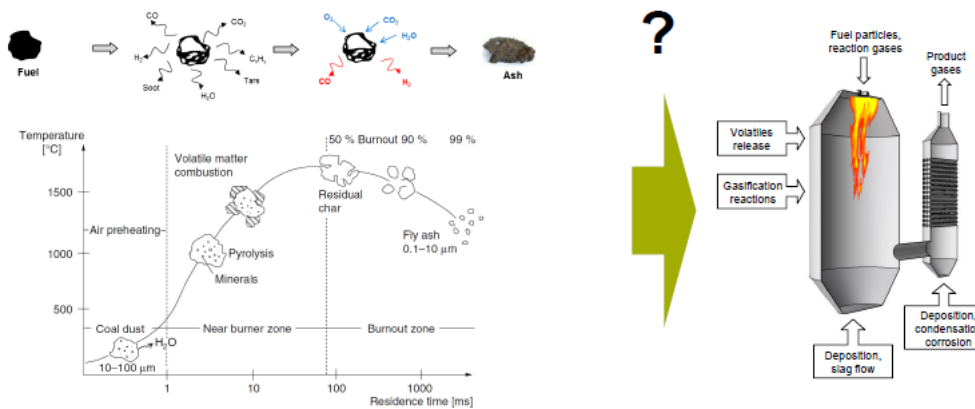 CO
CO₂
H₂
CₓHᵧ
Soot
H₂O
Tars
Fuel
O₂
CO₂
H₂O
CO
H₂
Ash
?
Temperature
[°C]
1500
1000
500
50 % Burnout 90 % 99 %
Volatile matter
combustion
Residual
char
Air preheating
Pyrolysis
Minerals
Fly ash
0.1–10 µm
Coal dust
Near burner zone
Burnout zone
H₂O
10–100 µm
1
10
100
1000
Residence time [ms]
Fuel particles,
reaction gases
Product
gases
Volatiles
release
Gasification
reactions
Deposition,
slag flow
Deposition,
condensation
corrosion